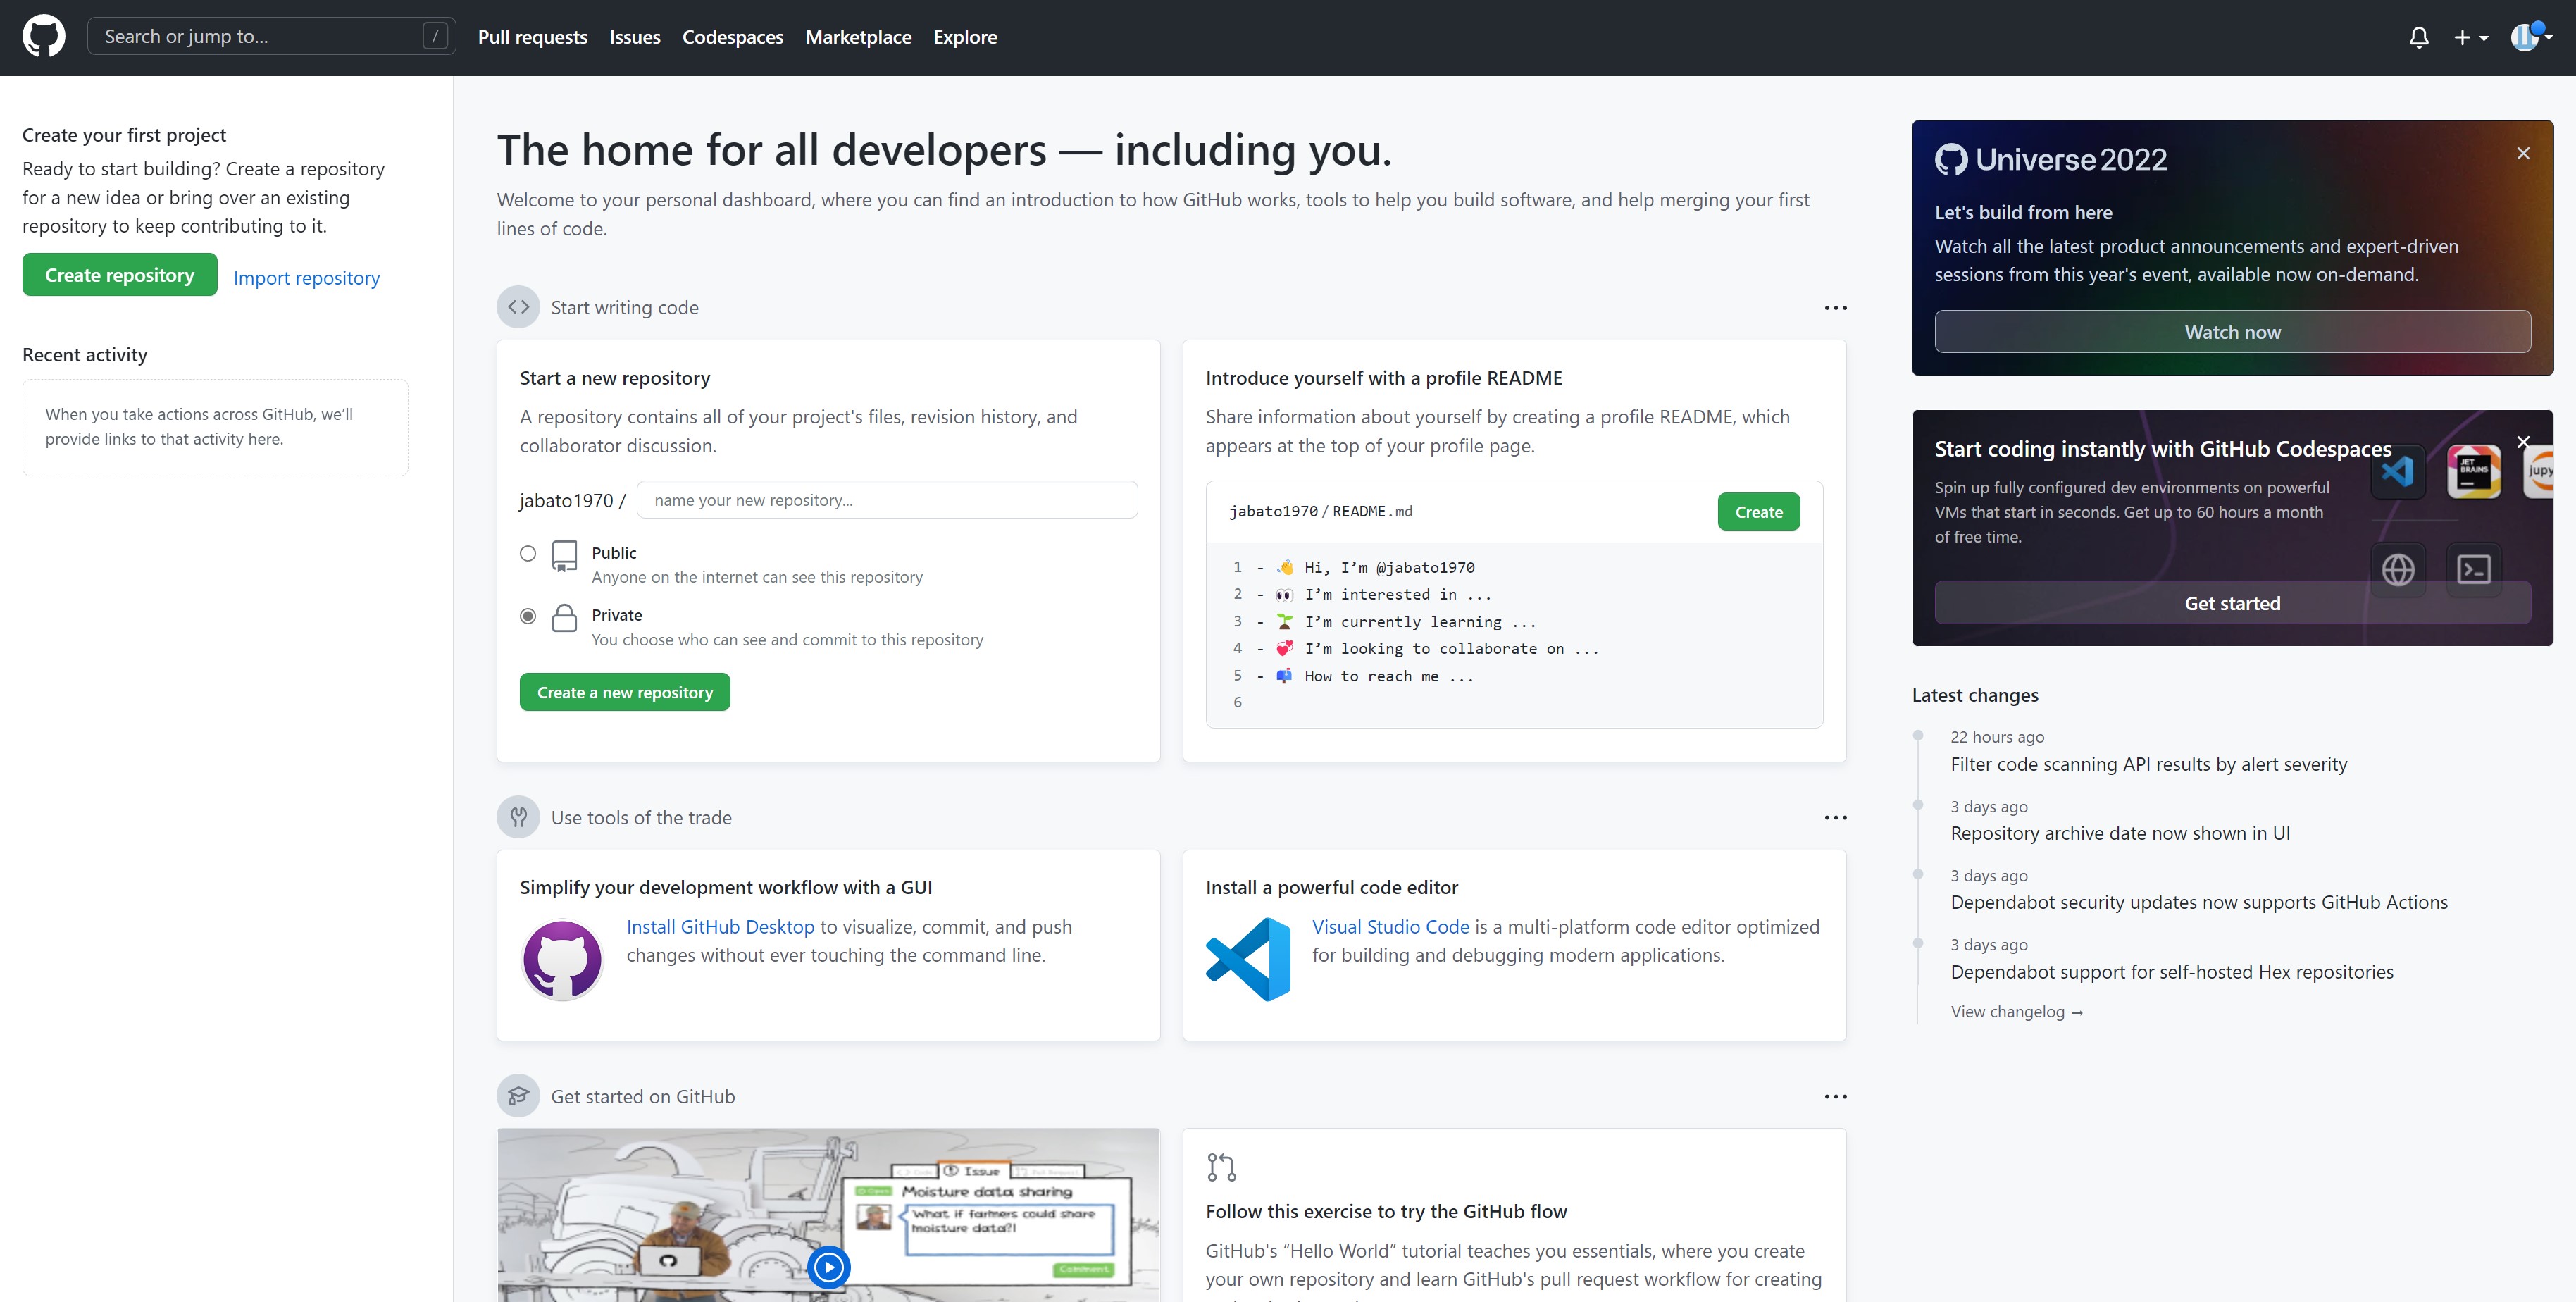 Search or jump to...
/
Pull requests
Issues
Codespaces
Marketplace
Explore
Create your first project
Ready to start building? Create a repository
for a new idea or bring over an existing
repository to keep contributing to it.
Create repository
Import repository
Recent activity
When you take actions across GitHub, we’ll
provide links to that activity here.
The home for all developers — including you.
Welcome to your personal dashboard, where you can find an introduction to how GitHub works, tools to help you build software, and help merging your first
lines of code.
Start writing code
Start a new repository
A repository contains all of your project's files, revision history, and
collaborator discussion.
jabato1970 /
name your new repository...
Public
Anyone on the internet can see this repository
Private
You choose who can see and commit to this repository
Create a new repository
Introduce yourself with a profile README
Share information about yourself by creating a profile README, which
appears at the top of your profile page.
jabato1970 / README.md
Create
1 - 👋 Hi, I’m @jabato1970
2 - 👀 I’m interested in ...
3 - 🌱 I’m currently learning ...
4 - 💞️ I’m looking to collaborate on ...
5 - 📫 How to reach me ...
6
Use tools of the trade
Simplify your development workflow with a GUI
Install GitHub Desktop to visualize, commit, and push
changes without ever touching the command line.
Install a powerful code editor
Visual Studio Code is a multi-platform code editor optimized
for building and debugging modern applications.
Get started on GitHub
Issue
Moisture data sharing
What if farmers could share
moisture data?!
Comment
Follow this exercise to try the GitHub flow
GitHub's “Hello World” tutorial teaches you essentials, where you create
your own repository and learn GitHub's pull request workflow for creating
Universe 2022
Let's build from here
Watch all the latest product announcements and expert-driven
sessions from this year's event, available now on-demand.
Watch now
Start coding instantly with GitHub Codespaces
Spin up fully configured dev environments on powerful
VMs that start in seconds. Get up to 60 hours a month
of free time.
JET
BRAINS
jupy
Get started
Latest changes
22 hours ago
Filter code scanning API results by alert severity
3 days ago
Repository archive date now shown in UI
3 days ago
Dependabot security updates now supports GitHub Actions
3 days ago
Dependabot support for self-hosted Hex repositories
View changelog →